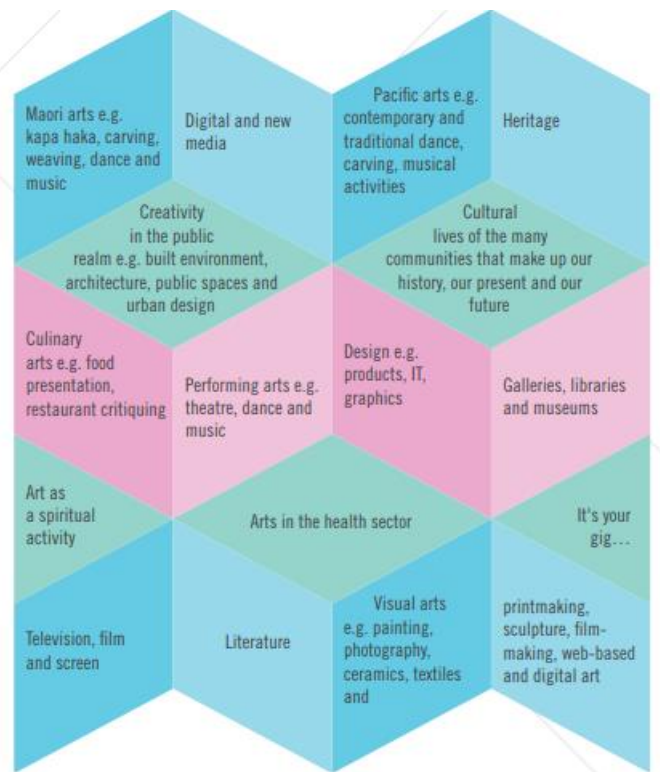 Maori arts e.g.
kapa haka, carving,
weaving, dance and
music
Digital and new
media
Pacific arts e.g.
contemporary and
traditional dance,
carving, musical
activities
Heritage
Creativity
in the public
realm e.g. built environment,
architecture, public spaces and
urban design
Cultural
lives of the many
communities that make up our
history, our present and our
future
Culinary
arts e.g. food
presentation,
restaurant critiquing
Performing arts e.g.
theatre, dance and
music
Design e.g.
products, IT,
graphics
Galleries, libraries
and museums
Art as
a spiritual
activity
Arts in the health sector
It's your
gig...
Television, film
and screen
Literature
Visual arts
e.g. painting,
photography,
ceramics, textiles
and
printmaking,
sculpture, film-
making, web-based
and digital art